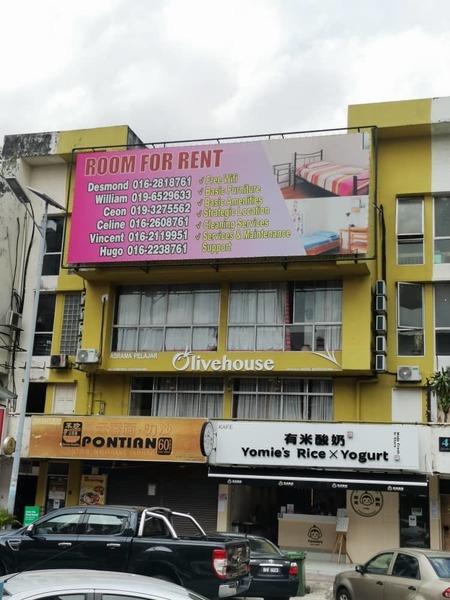 ROOM FOR RENT
Desmond 016-2818761
William 019-6529633
Ceon 019-3275562
Celine 016-2608761
Vincent 016-2119951
Hugo 016-2238761
✓ Free Wifi
✓ Basic Furniture
✓ Basic Amenities
✓ Strategic Location
✓ Cleaning Services
✓ Services & Maintenance
Support
ASRAMA PELAJAR
Olivehouse
PONTIAN
60
KAFE
有米酸奶
Yomie's Rice × Yogurt